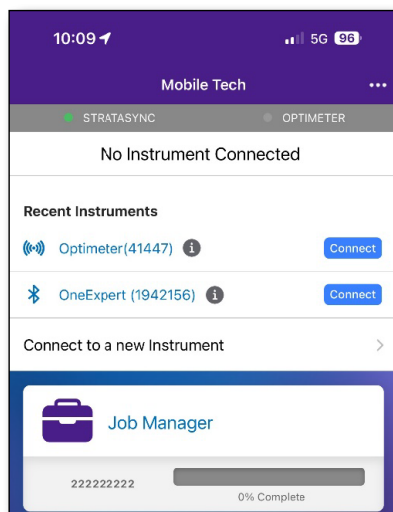 10:09 5G 96
Mobile Tech
STRATASYNC OPTIMETER
No Instrument Connected
Recent Instruments
Optimeter(41447) i Connect
OneExpert (1942156) i Connect
Connect to a new Instrument
Job Manager
222222222
0% Complete